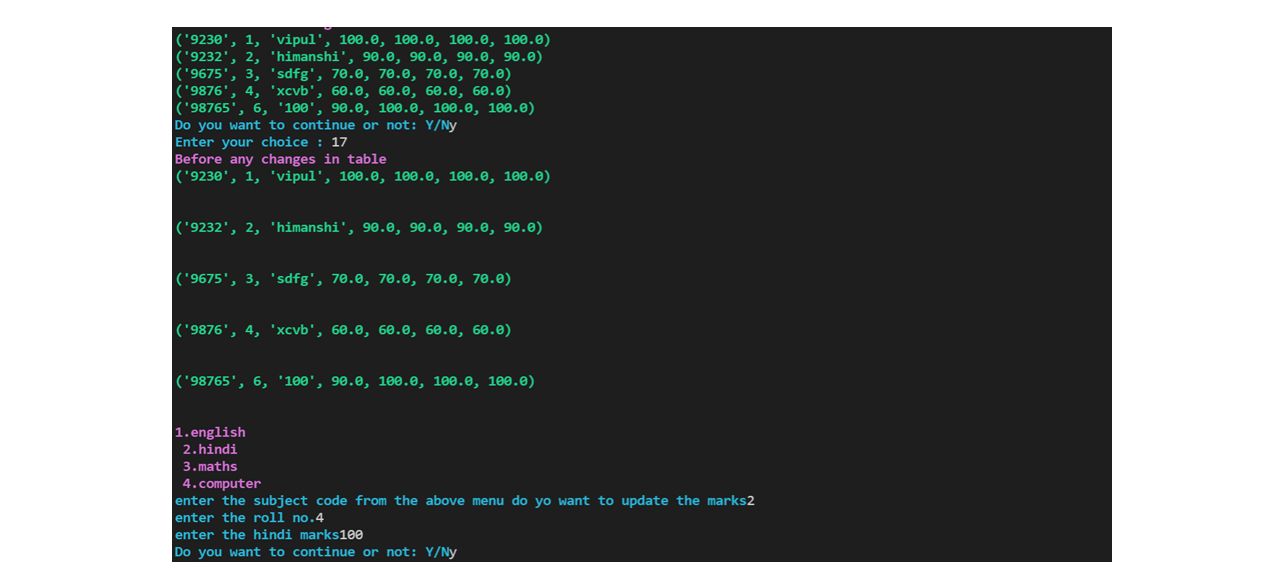 ('9230', 1, 'vipul', 100.0, 100.0, 100.0, 100.0)
('9232', 2, 'himanshi', 90.0, 90.0, 90.0, 90.0)
('9675', 3, 'sdfg', 70.0, 70.0, 70.0, 70.0)
('9876', 4, 'xcvb', 60.0, 60.0, 60.0, 60.0)
('98765', 6, '100', 90.0, 100.0, 100.0, 100.0)
Do you want to continue or not: Y/Ny
Enter your choice : 17
Before any changes in table
('9230', 1, 'vipul', 100.0, 100.0, 100.0, 100.0)
('9232', 2, 'himanshi', 90.0, 90.0, 90.0, 90.0)
('9675', 3, 'sdfg', 70.0, 70.0, 70.0, 70.0)
('9876', 4, 'xcvb', 60.0, 60.0, 60.0, 60.0)
('98765', 6, '100', 90.0, 100.0, 100.0, 100.0)
1.english
2.hindi
3.maths
4.computer
enter the subject code from the above menu do yo want to update the marks2
enter the roll no.4
enter the hindi marks100
Do you want to continue or not: Y/Ny